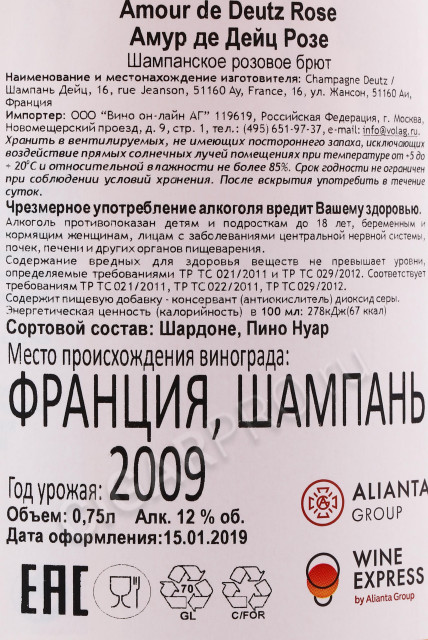 Amour de Deutz Rose
Амур де Дейц Розе
Шампанское розовое брют
Наименование и местонахождение изготовителя: Champagne Deutz /
Шампань Дейц, 16, rue Jeanson, 51160 Ay, France, 16, ул. Жансон, 51160 Аи,
Франция
Импортер: ООО "Вино он-лайн АГ" 119619, Российская Федерация, г. Москва,
Новомещерский проезд, д. 9, стр. 1, тел.: (495) 651-97-37, e-mail: info@volag.ru
Хранить в вентилируемых, не имеющих постороннего запаха, исключающих
воздействие прямых солнечных лучей помещениях при температуре от +5 до
+ 20°С и относительной влажности не более 85%. Срок годности не ограничен
при соблюдении условий хранения. После вскрытия употребить в течение
суток.
Чрезмерное употребление алкоголя вредит Вашему здоровью.
Алкоголь противопоказан детям и подросткам до 18 лет, беременным и
кормящим женщинам, лицам с заболеваниями центральной нервной системы,
почек, печени и других органов пищеварения.
Содержание вредных для здоровья веществ не превышает уровни,
определяемые требованиями ТР ТС 021/2011 и ТР ТС 029/2012. Соответствует
требованиям ТР ТС 021/2011, ТР ТС 022/2011, ТР ТС 029/2012.
Содержит пищевую добавку - консервант (антиокислитель) диоксид серы.
Энергетическая ценность (калорийность) в 100 мл: 278кДж(67 ккал)
Сортовой состав: Шардоне, Пино Нуар
Место происхождения винограда:
ФРАНЦИЯ, ШАМПАНЬ
Год урожая: 2009
Объем: 0,75л Алк. 12 % об.
Дата оформления:15.01.2019
ALIANTA
GROUP
WINE
EXPRESS
by Alianta Group
EAC
70
GL
C/FOR